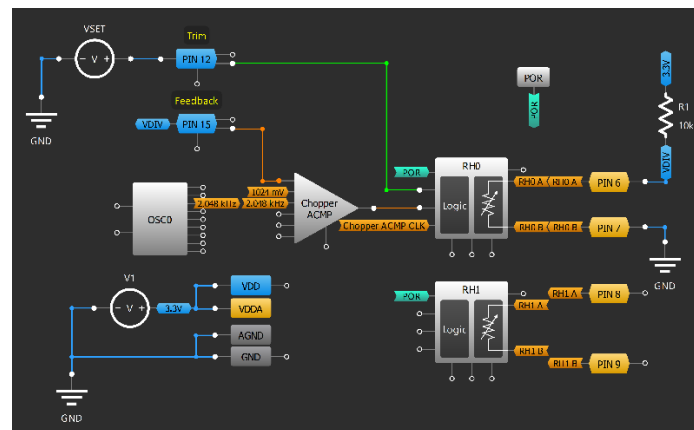 VSET
Trim
- V +
PIN 12
GND
Feedback
VDIV
PIN 15
POR
POR
3.3V
R1
10k
VDIV
OSC0
2.048 kHz
1024 mV
2.048 kHz
Chopper
ACMP
Chopper ACMP CLK
POR
RH0
Logic
RH0 A
RH0 A
PIN 6
RH0 B
RH0 B
PIN 7
GND
V1
- V +
3.3V
VDD
VDDA
AGND
GND
GND
POR
RH1
Logic
RH1 A
RH1 A
PIN 8
RH1 B
RH1 B
PIN 9